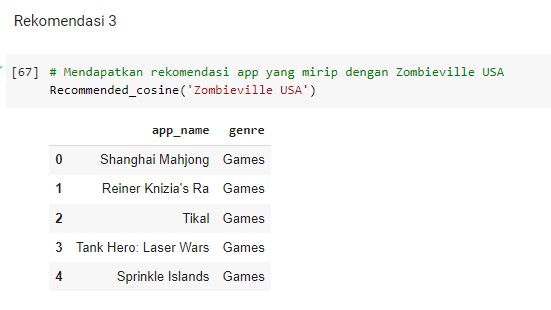 Rekomendasi 3
[67] # Mendapatkan rekomendasi app yang mirip dengan Zombieville USA
Recommended_cosine('Zombieville USA')
app_name genre
0 Shanghai Mahjong Games
1 Reiner Knizia's Ra Games
2 Tikal Games
3 Tank Hero: Laser Wars Games
4 Sprinkle Islands Games